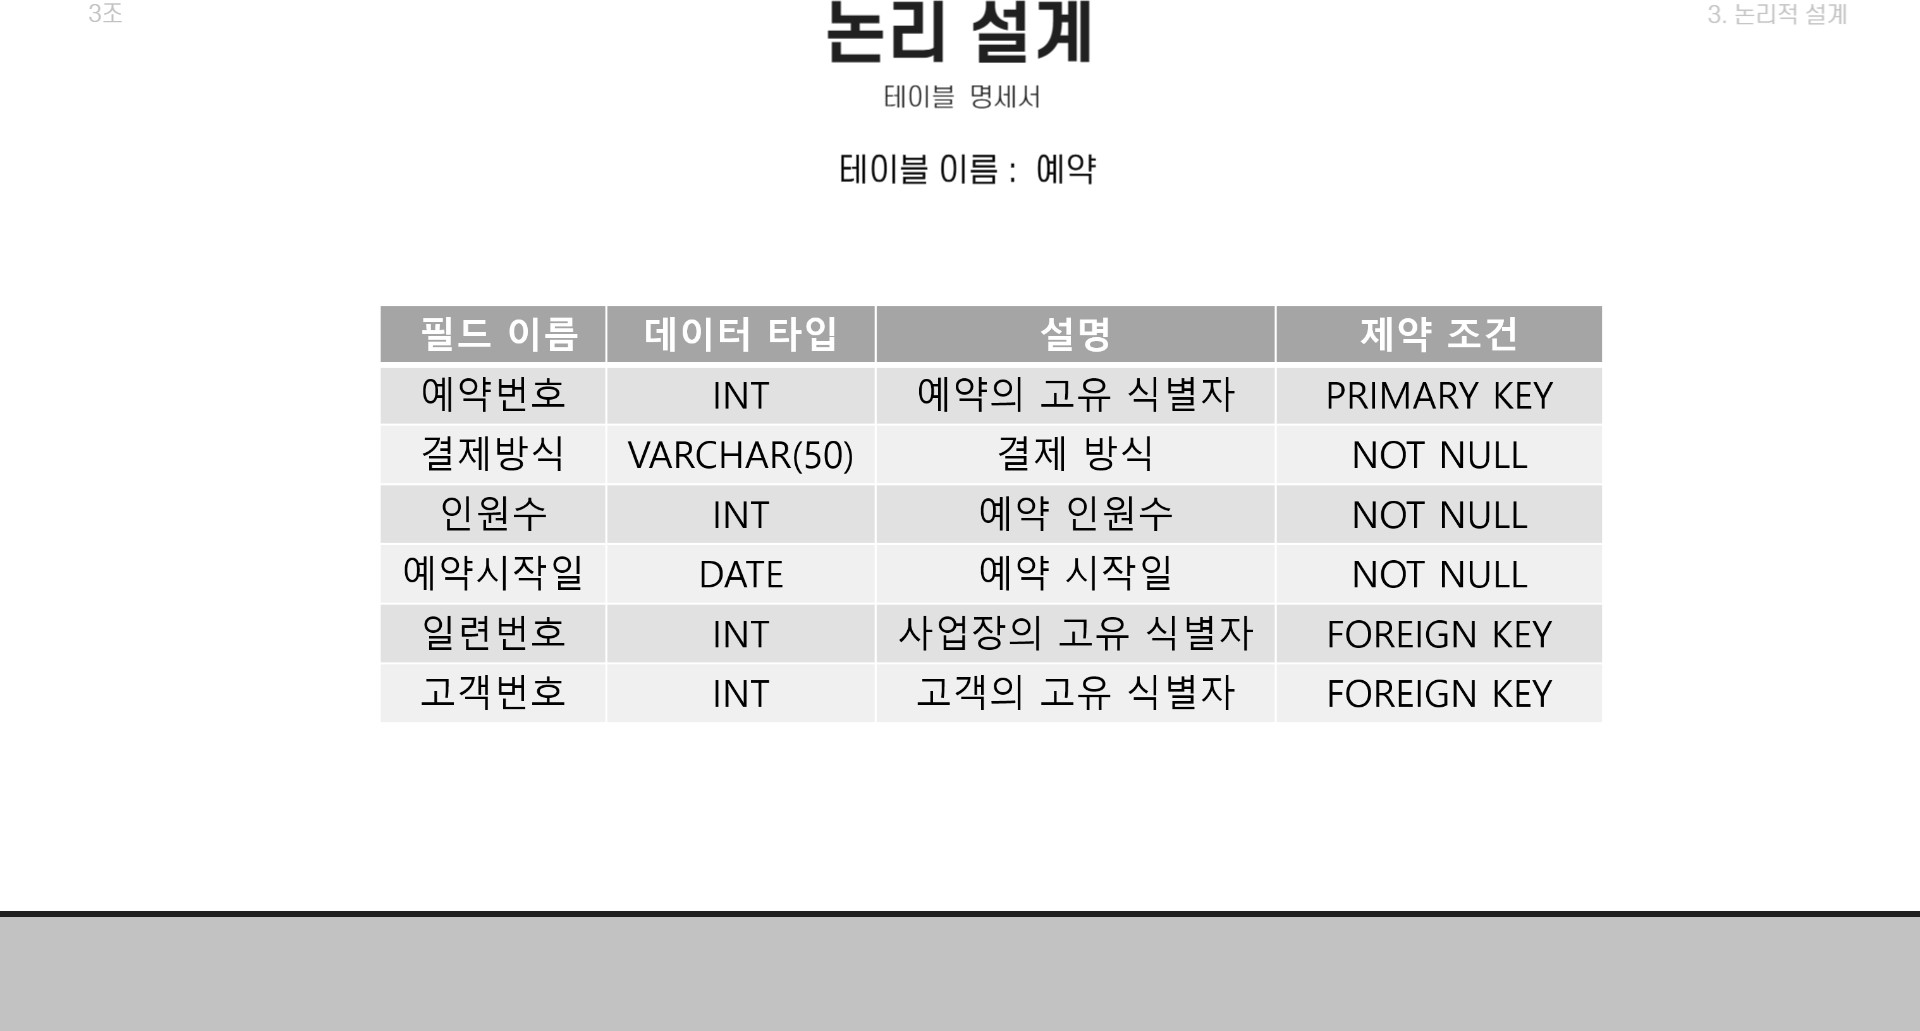 3조
3. 논리적 설계
논리 설계
테이블 명세서
테이블 이름 : 예약
필드 이름 데이터 타입 설명 제약 조건
예약번호 INT 예약의 고유 식별자 PRIMARY KEY
결제방식 VARCHAR(50) 결제 방식 NOT NULL
인원수 INT 예약 인원수 NOT NULL
예약시작일 DATE 예약 시작일 NOT NULL
일련번호 INT 사업장의 고유 식별자 FOREIGN KEY
고객번호 INT 고객의 고유 식별자 FOREIGN KEY